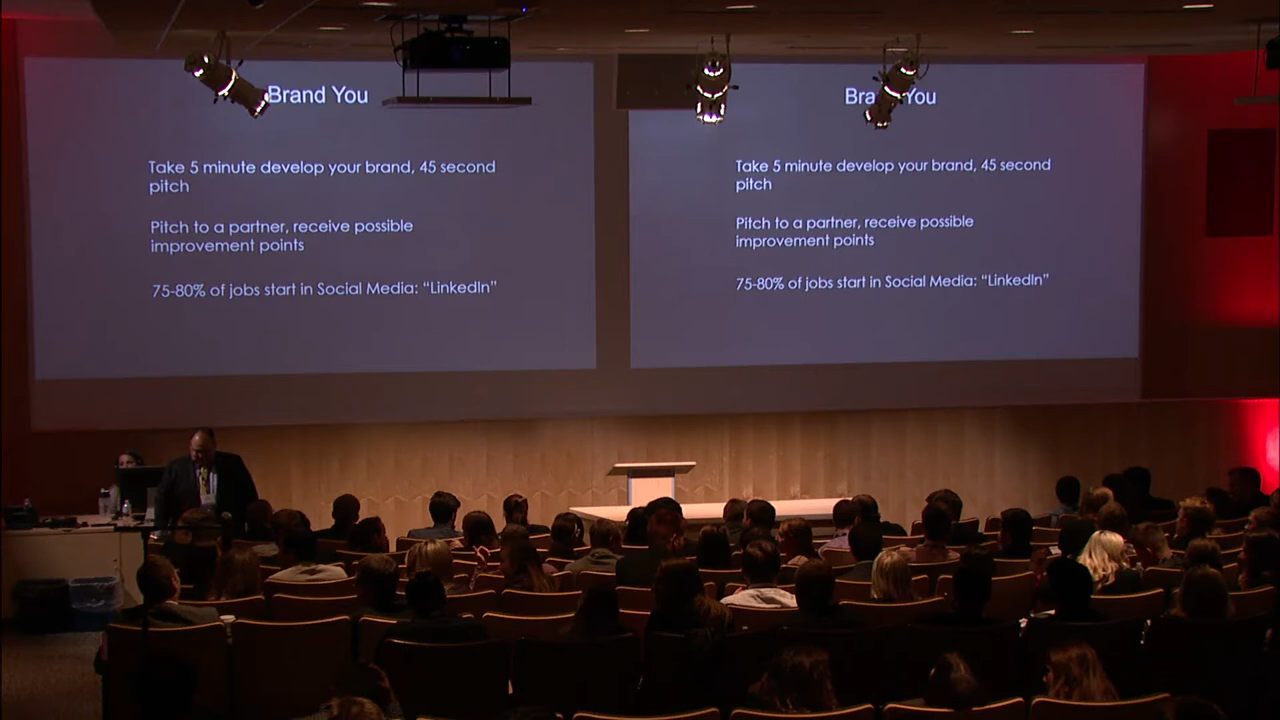 Brand You
Take 5 minute develop your brand, 45 second
pitch
Pitch to a partner, receive possible
improvement points
75-80% of jobs start in Social Media: “LinkedIn”
Bra You
Take 5 minute develop your brand, 45 second
pitch
Pitch to a partner, receive possible
improvement points
75-80% of jobs start in Social Media: “LinkedIn”